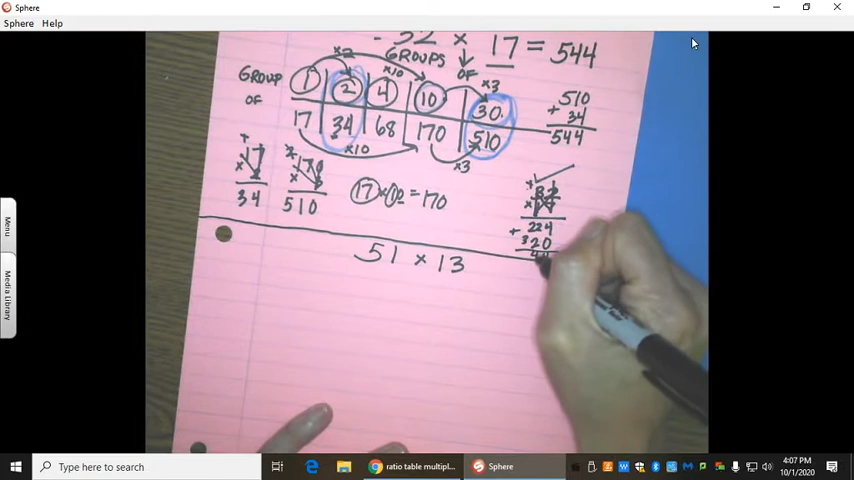 Sphere
Sphere Help
- 32 × 17 = 544
GROUPS OF
×2
×10
×3
GROUP OF
1 2 4 10 30
17 34 68 170 510
×10
×3
510
+ 34
544
17
×
34
170
×
510
17 × 10 = 170
224
+ 320
51 × 13
Menu
Media Library
Type here to search
ratio table multipl...
Sphere
4:07 PM
10/1/2020